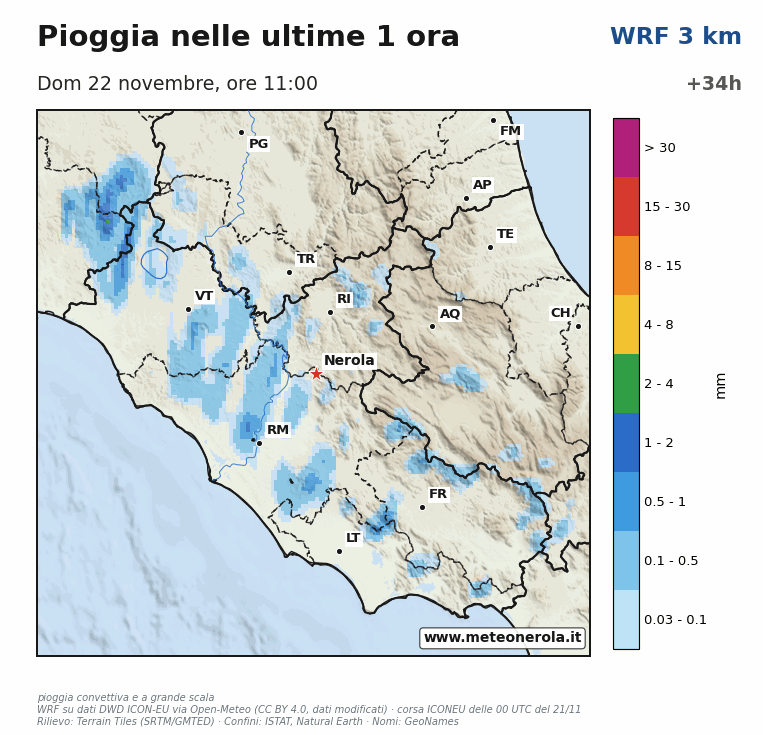 Pioggia nelle ultime 1 ora
WRF 3 km
Dom 22 novembre, ore 11:00
+34h
FM
PG
AP
TE
TR
VT
RI
AQ
CH
Nerola
RM
FR
LT
www.meteonerola.it
> 30
15 - 30
8 - 15
4 - 8
2 - 4
1 - 2
0.5 - 1
0.1 - 0.5
0.03 - 0.1
mm
pioggia convettiva e a grande scala
WRF su dati DWD ICON-EU via Open-Meteo (CC BY 4.0, dati modificati) · corsa ICONEU delle 00 UTC del 21/11
Rilievo: Terrain Tiles (SRTM/GMTED) · Confini: ISTAT, Natural Earth · Nomi: GeoNames